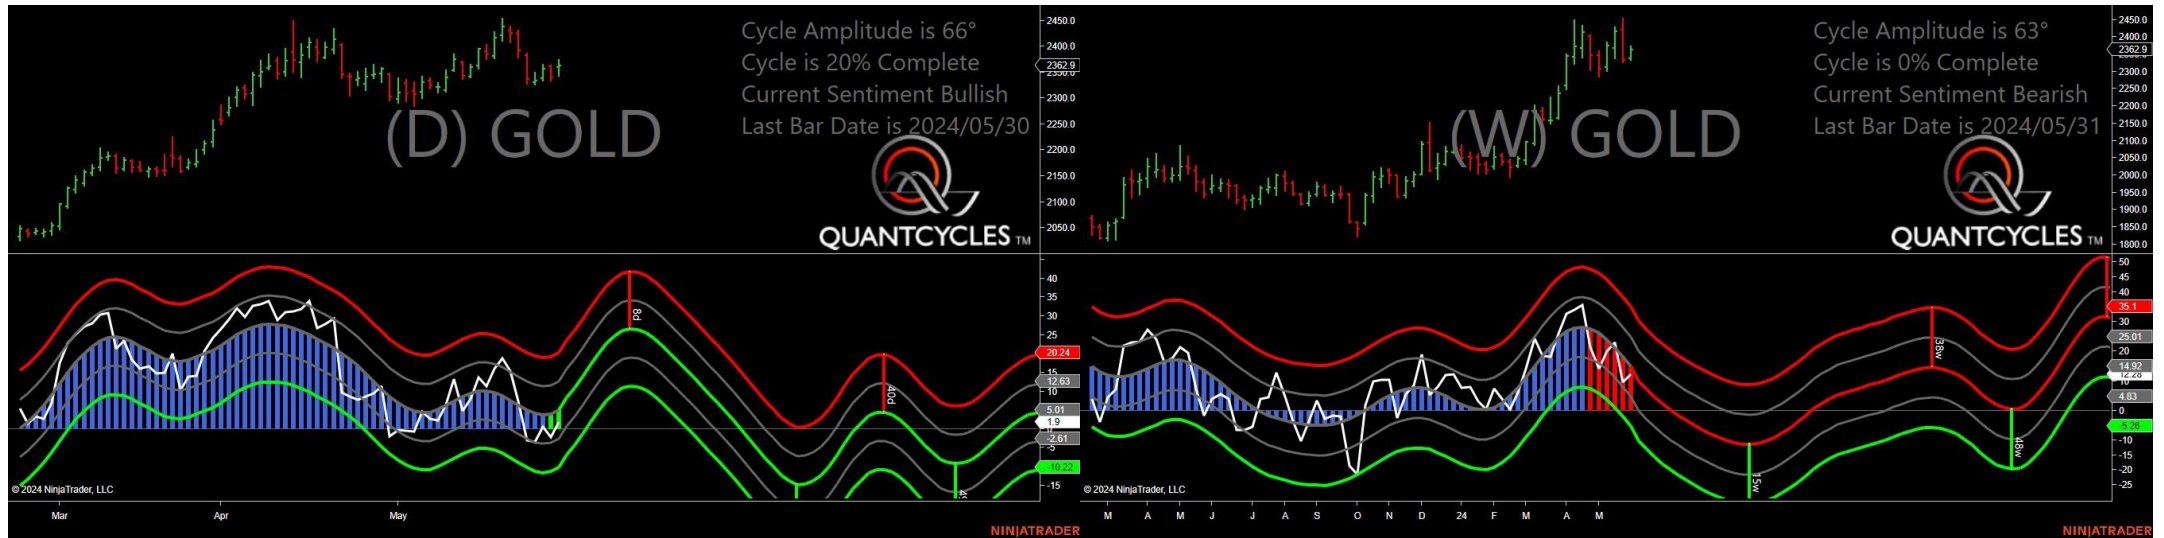 Cycle Amplitude is 66°
Cycle is 20% Complete
Current Sentiment Bullish
Last Bar Date is 2024/05/30
(D) GOLD
QUANTCYCLES TM
2450.0
2400.0
2362.9
2350.0
2300.0
2250.0
2200.0
2150.0
2100.0
2050.0
8d
40d
40
35
30
25
20.24
15
12.63
10
5.01
1.9
-2.61
-5
-10.22
-15
© 2024 NinjaTrader, LLC
Mar Apr May
NINJATRADER
Cycle Amplitude is 63°
Cycle is 0% Complete
Current Sentiment Bearish
Last Bar Date is 2024/05/31
(W) GOLD
QUANTCYCLES TM
2450.0
2400.0
2362.9
2300.0
2250.0
2200.0
2150.0
2100.0
2050.0
2000.0
1950.0
1900.0
1850.0
1800.0
15w
38w
48w
50
45
40
35.1
30
25.01
20
14.92
12.28
10
4.83
0
-5.26
-10
-15
-20
-25
© 2024 NinjaTrader, LLC
M A M J J A S O N D 24 F M A M
NINJATRADER